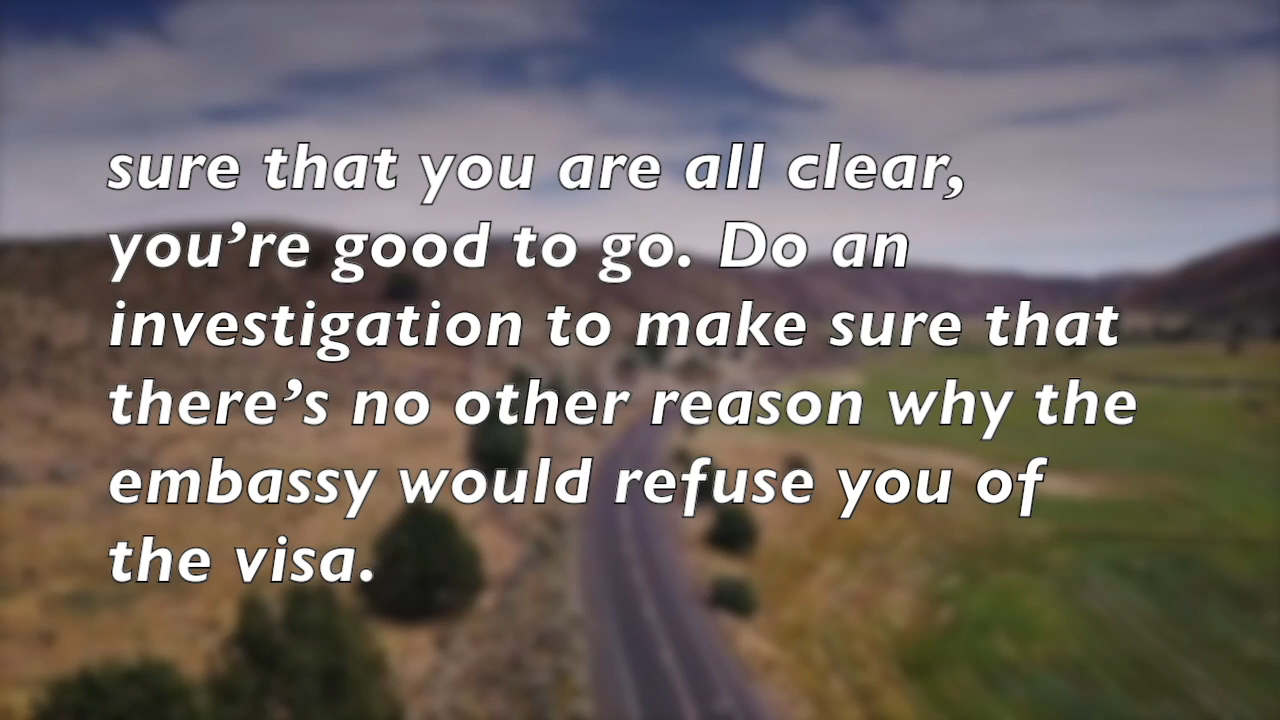 sure that you are all clear,
you’re good to go. Do an
investigation to make sure that
there’s no other reason why the
embassy would refuse you of
the visa.